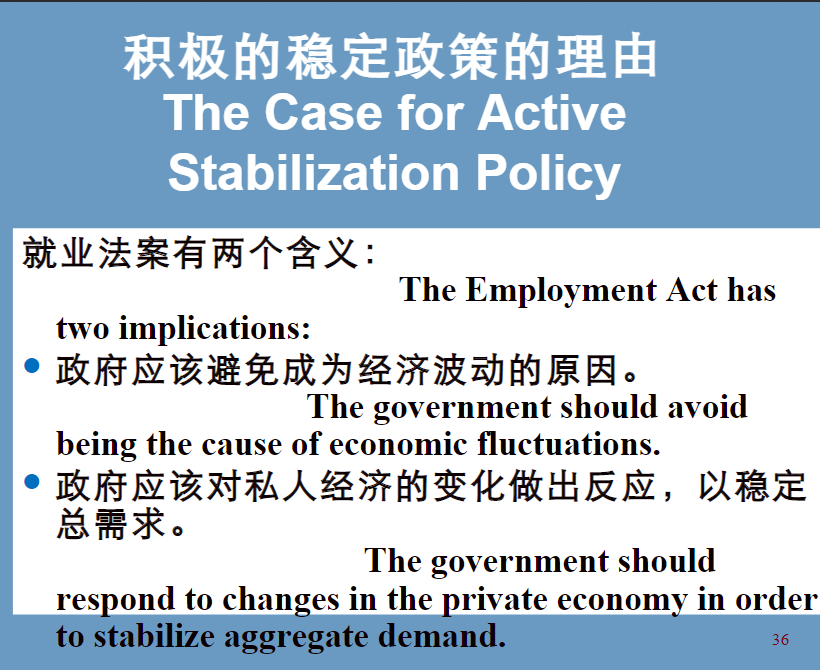 积极的稳定政策的理由
The Case for Active
Stabilization Policy
就业法案有两个含义：
The Employment Act has
two implications:
• 政府应该避免成为经济波动的原因。
The government should avoid
being the cause of economic fluctuations.
• 政府应该对私人经济的变化做出反应，以稳定
总需求。
The government should
respond to changes in the private economy in order
to stabilize aggregate demand.
36